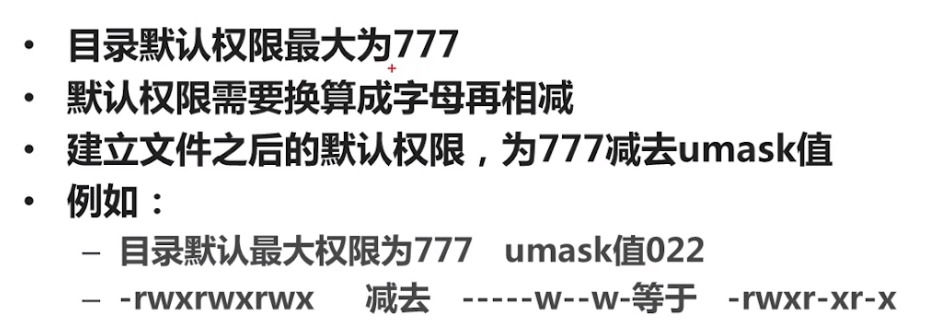 • 目录默认权限最大为777
• 默认权限需要换算成字母再相减
• 建立文件之后的默认权限，为777减去umask值
• 例如：
– 目录默认最大权限为777 umask值022
– -rwxrwxrwx 减去 -----w--w-等于 -rwxr-xr-x